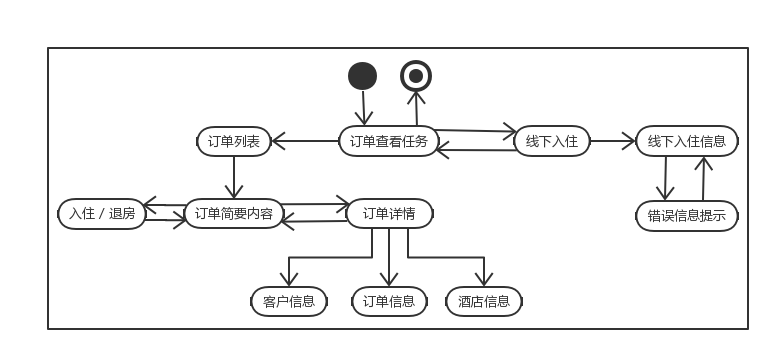 订单列表
订单查看任务
线下入住
线下入住信息
入住 / 退房
订单简要内容
订单详情
错误信息提示
客户信息
订单信息
酒店信息